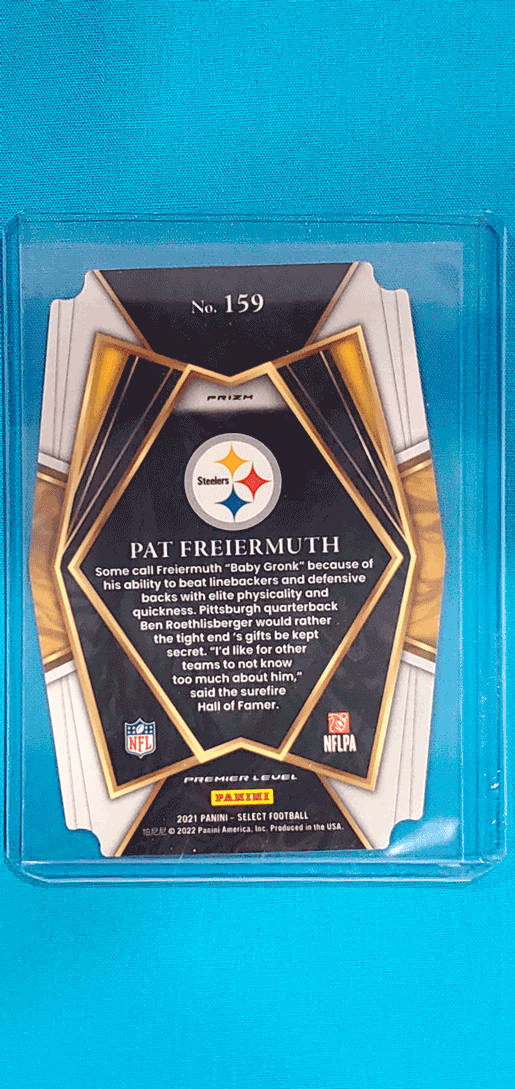 No. 159
PRIZM
Steelers
PAT FREIERMUTH
Some call Freiermuth "Baby Gronk" because of
his ability to beat linebackers and defensive
backs with elite physicality and
quickness. Pittsburgh quarterback
Ben Roethlisberger would rather
the tight end 's gifts be kept
secret. "I'd like for other
teams to not know
too much about him,"
said the surefire
Hall of Famer.
NFL
NFLPA
PREMIER LEVEL
PANINI
2021 PANINI - SELECT FOOTBALL
帕尼尼 © 2022 Panini America, Inc. Produced in the USA.